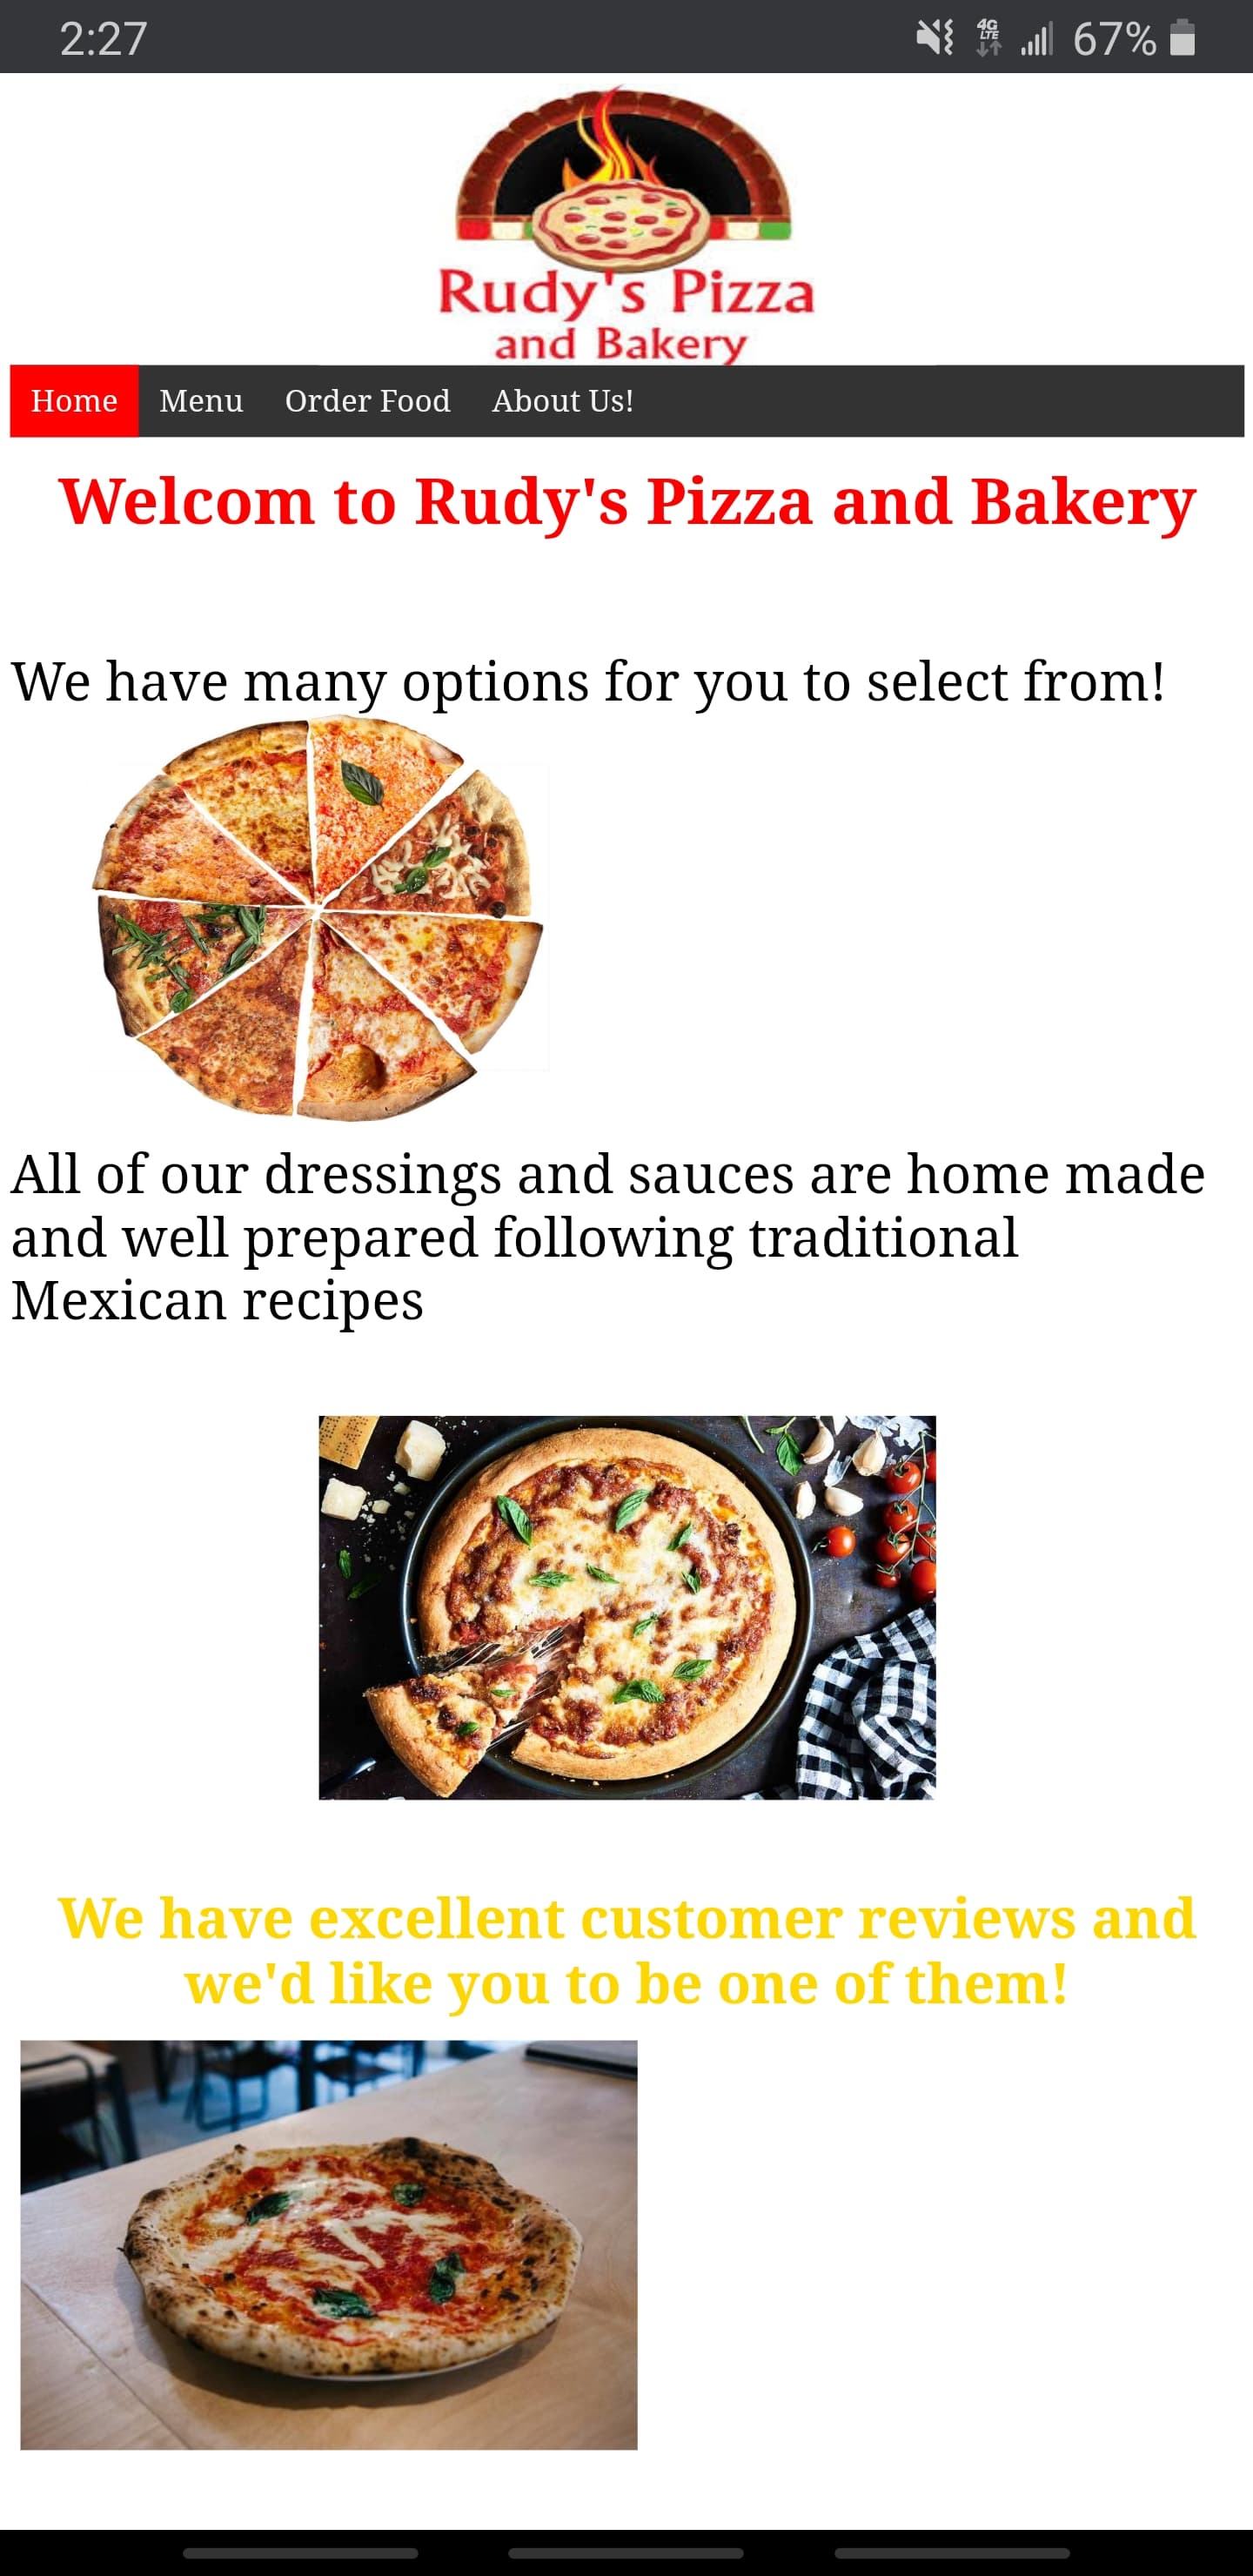 2:27 4G LTE 67%
Rudy's Pizza
and Bakery
Home Menu Order Food About Us!
Welcom to Rudy's Pizza and Bakery
We have many options for you to select from!
All of our dressings and sauces are home made
and well prepared following traditional
Mexican recipes
We have excellent customer reviews and
we'd like you to be one of them!